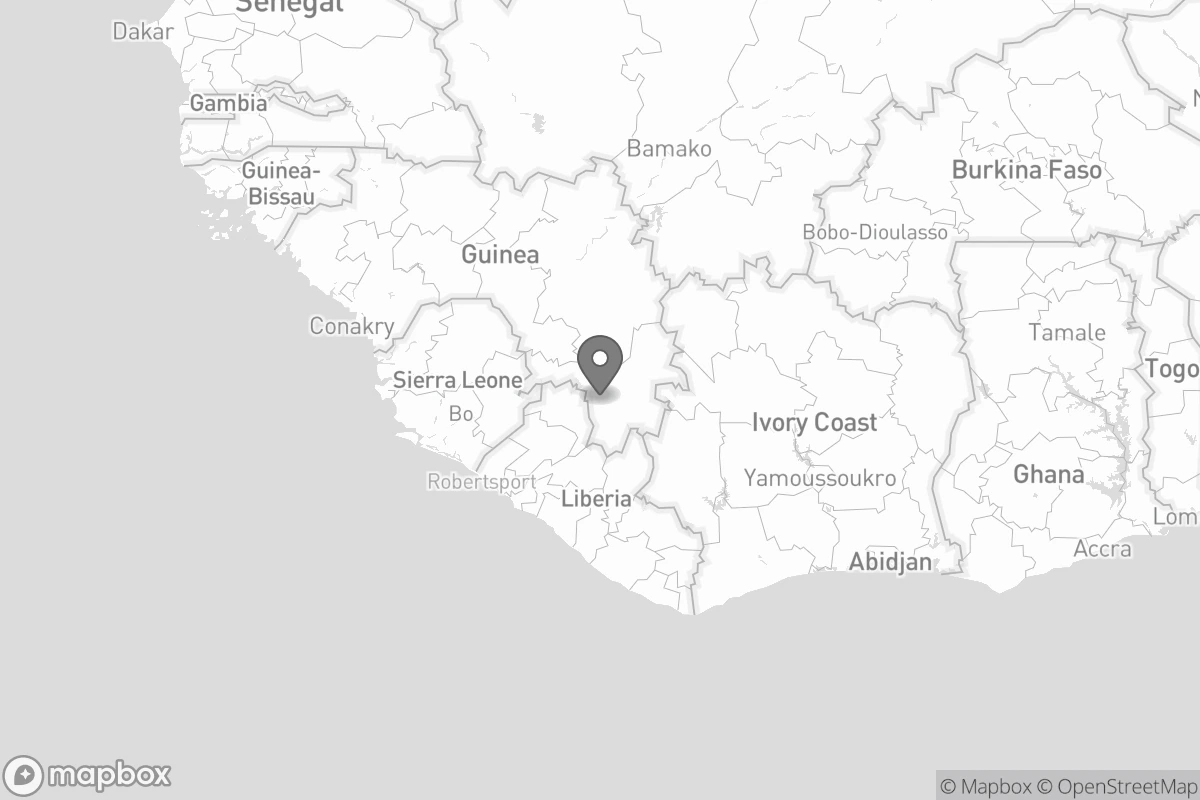 Senegal
Dakar
Gambia
Bamako
Guinea-
Bissau
Burkina Faso
Bobo-Dioulasso
Guinea
Conakry
Tamale
Sierra Leone
Togo
Bo
Ivory Coast
Ghana
Yamoussoukro
Robertsport
Liberia
Lom
Accra
Abidjan
mapbox
© Mapbox © OpenStreetMap